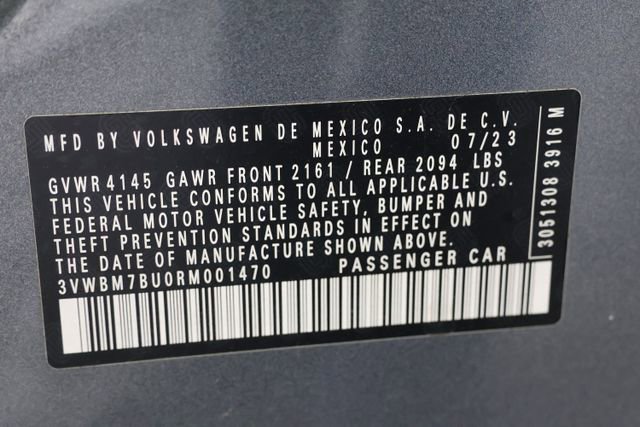 MFD BY VOLKSWAGEN DE MEXICO S.A. DE C.V.
MEXICO 07/23
GVWR 4145 GAWR FRONT 2161 / REAR 2094 LBS
THIS VEHICLE CONFORMS TO ALL APPLICABLE U.S.
FEDERAL MOTOR VEHICLE SAFETY, BUMPER AND
THEFT PREVENTION STANDARDS IN EFFECT ON
THE DATE OF MANUFACTURE SHOWN ABOVE.
3VWBM7BU0RM001470 PASSENGER CAR
3051308 3916 M